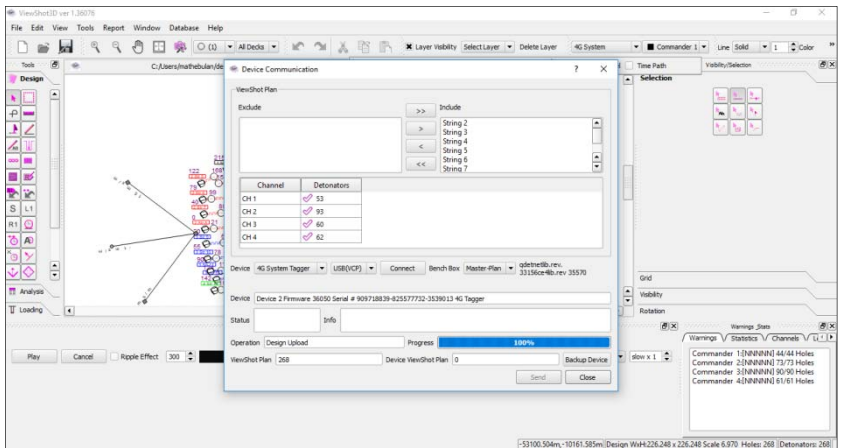 ViewShot3D ver 1.36076
File Edit View Tools Report Window Database Help
O (1) All Decks Layer Visibility Select Layer Delete Layer 4G System Commander 1 Line Solid 1 Color
Tools
C:/Users/mathebulan/de
Time Path
Visibility/Selection
Design
Selection
S L1
R1
Analysis
Loading
Grid
Visibility
Rotation
Device Communication
ViewShot Plan
Exclude
Include
>>
>
<
<<
String 2
String 3
String 4
String 5
String 6
String 7
Channel Detonators
CH 1 53
CH 2 93
CH 3 60
CH 4 62
Device 4G System Tagger USB(VCP) Connect Bench Box Master-Plan qdetnetlib.rev.
33156ce4lb.rev 35570
Device Device 2 Firmware 36050 Serial # 909718839-825577732-3539013 4G Tagger
Status Info
Operation Design Upload Progress 100%
ViewShot Plan 268 Device ViewShot Plan 0 Backup Device
Send Close
Play Cancel Ripple Effect 300 slow x 1
Warnings_Stats
Warnings Statistics Channels
Commander 1:[NNNNN] 44/44 Holes
Commander 2:[NNNNN] 73/73 Holes
Commander 3:[NNNNN] 90/90 Holes
Commander 4:[NNNNN] 61/61 Holes
-53100.504m,-10161.585m Design WxH:226.248 x 226.248 Scale 6.970 Holes: 268 Detonators: 268